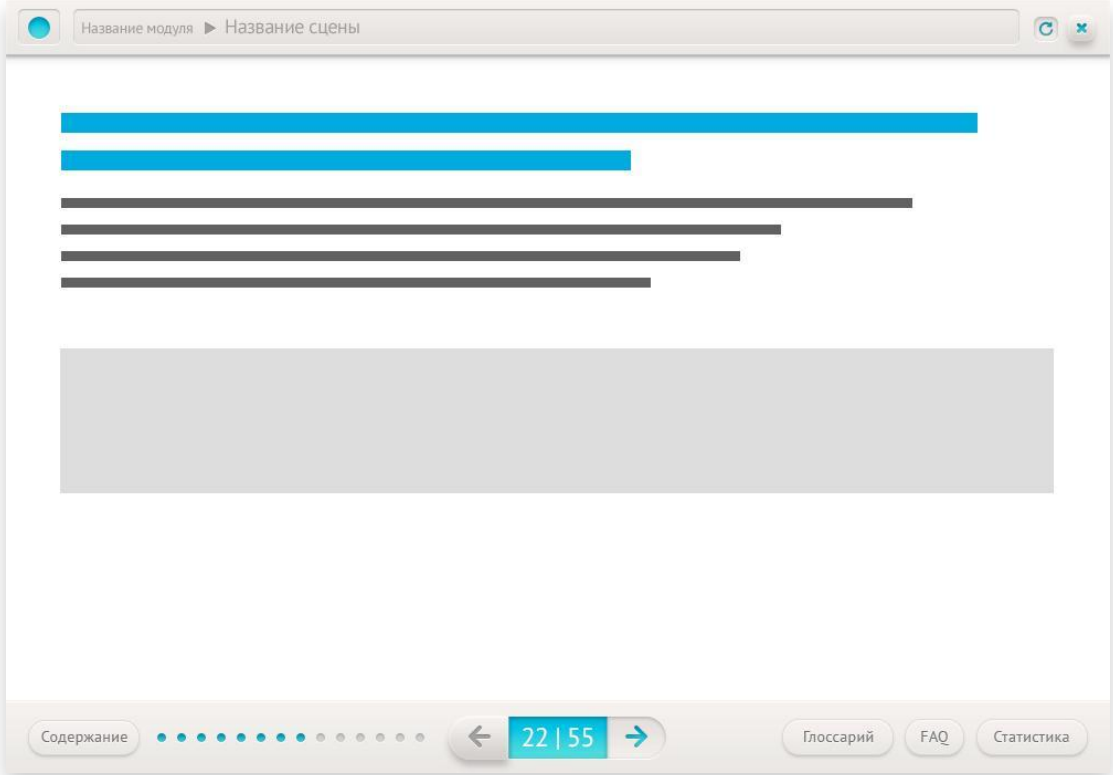 Название модуля ▶ Название сцены
Содержание 22 | 55 Глоссарий FAQ Статистика